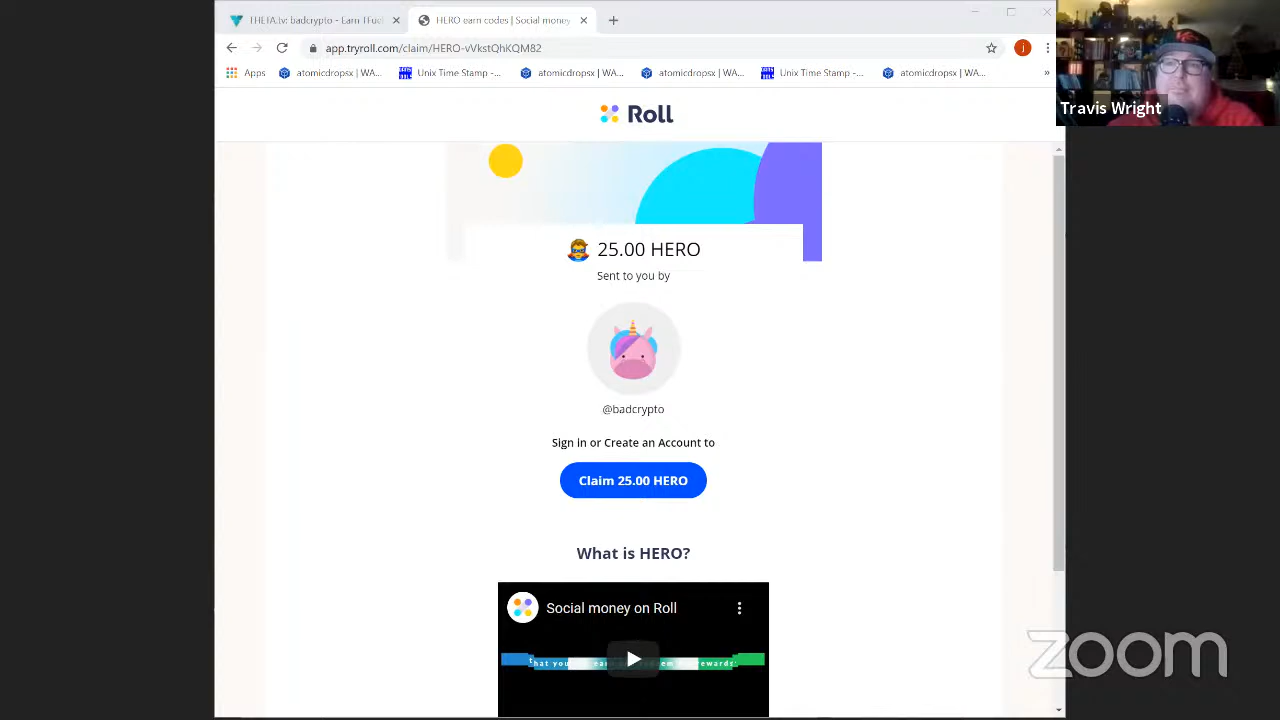 THETA.tv: badcrypto - Earn TFuel
HERO earn codes | Social money
app.tryroll.com/claim/HERO-vVkstQhKQM82
j
Apps
atomicdropsx | WA...
Unix Time Stamp -...
atomicdropsx | WA...
atomicdropsx | WA...
Unix Time Stamp -...
atomicdropsx | WA...
»
Travis Wright
Roll
25.00 HERO
Sent to you by
@badcrypto
Sign in or Create an Account to
Claim 25.00 HERO
What is HERO?
Social money on Roll
zoom